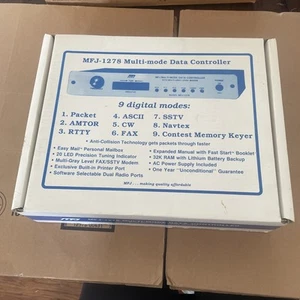 MFJ-1278 Multi-mode Data Controller
9 digital modes:
1. Packet
2. AMTOR
3. RTTY
4. ASCII
5. CW
6. FAX
7. SSTV
8. Navtex
9. Contest Memory Keyer
Anti-Collision Technology gets packets through faster
• Easy Mail Personal Mailbox
• 20 LED Precision Tuning Indicator
• Multi-Grey Level FAX/SSTV Modem
• Exclusive Built-in Printer Port
• Software Selectable Dual Radio Ports
• Expanded Manual with Fast Start Booklet
• 32K RAM with Lithium Battery Backup
• AC Power Supply Included
• One Year "Unconditional" Guarantee
MFJ . . . making quality affordable